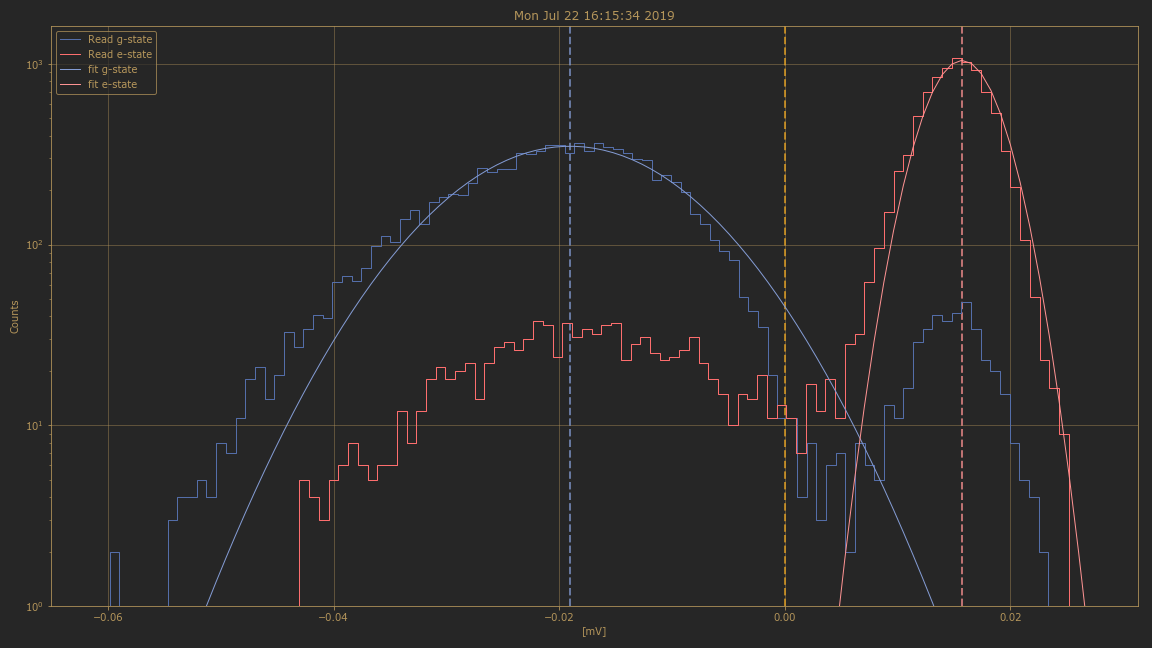 Mon Jul 22 16:15:34 2019
Read g-state
Read e-state
fit g-state
fit e-state
10³
10²
10¹
10⁰
Counts
−0.06 −0.04 −0.02 0.00 0.02
[mV]